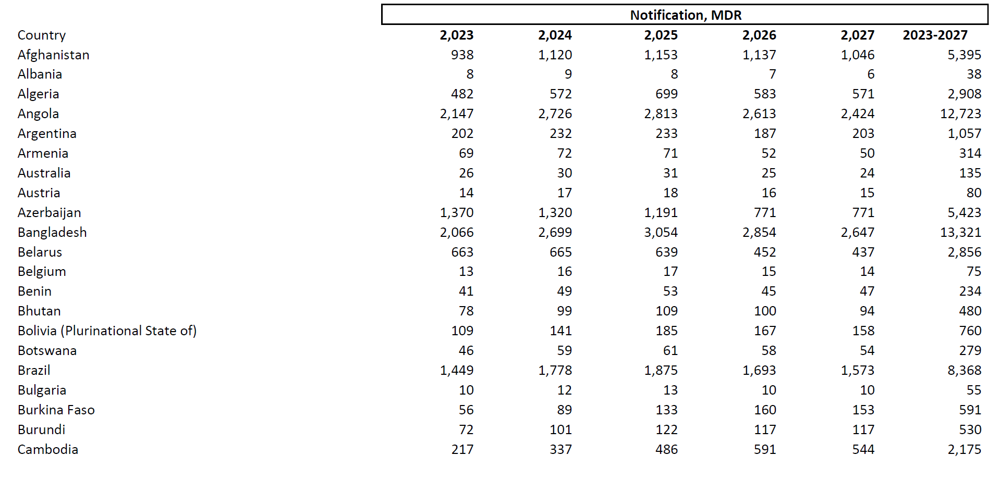 Notification, MDR
Country 2,023 2,024 2,025 2,026 2,027 2023-2027
Afghanistan 938 1,120 1,153 1,137 1,046 5,395
Albania 8 9 8 7 6 38
Algeria 482 572 699 583 571 2,908
Angola 2,147 2,726 2,813 2,613 2,424 12,723
Argentina 202 232 233 187 203 1,057
Armenia 69 72 71 52 50 314
Australia 26 30 31 25 24 135
Austria 14 17 18 16 15 80
Azerbaijan 1,370 1,320 1,191 771 771 5,423
Bangladesh 2,066 2,699 3,054 2,854 2,647 13,321
Belarus 663 665 639 452 437 2,856
Belgium 13 16 17 15 14 75
Benin 41 49 53 45 47 234
Bhutan 78 99 109 100 94 480
Bolivia (Plurinational State of) 109 141 185 167 158 760
Botswana 46 59 61 58 54 279
Brazil 1,449 1,778 1,875 1,693 1,573 8,368
Bulgaria 10 12 13 10 10 55
Burkina Faso 56 89 133 160 153 591
Burundi 72 101 122 117 117 530
Cambodia 217 337 486 591 544 2,175